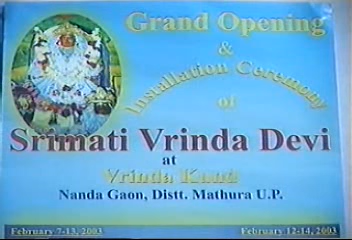 Grand Opening
&
Installation Ceremony
of
Srimati Vrinda Devi
at
Vrinda Kund
Nanda Gaon, Distt. Mathura U.P.
February 7-13, 2003 February 12-14, 2003